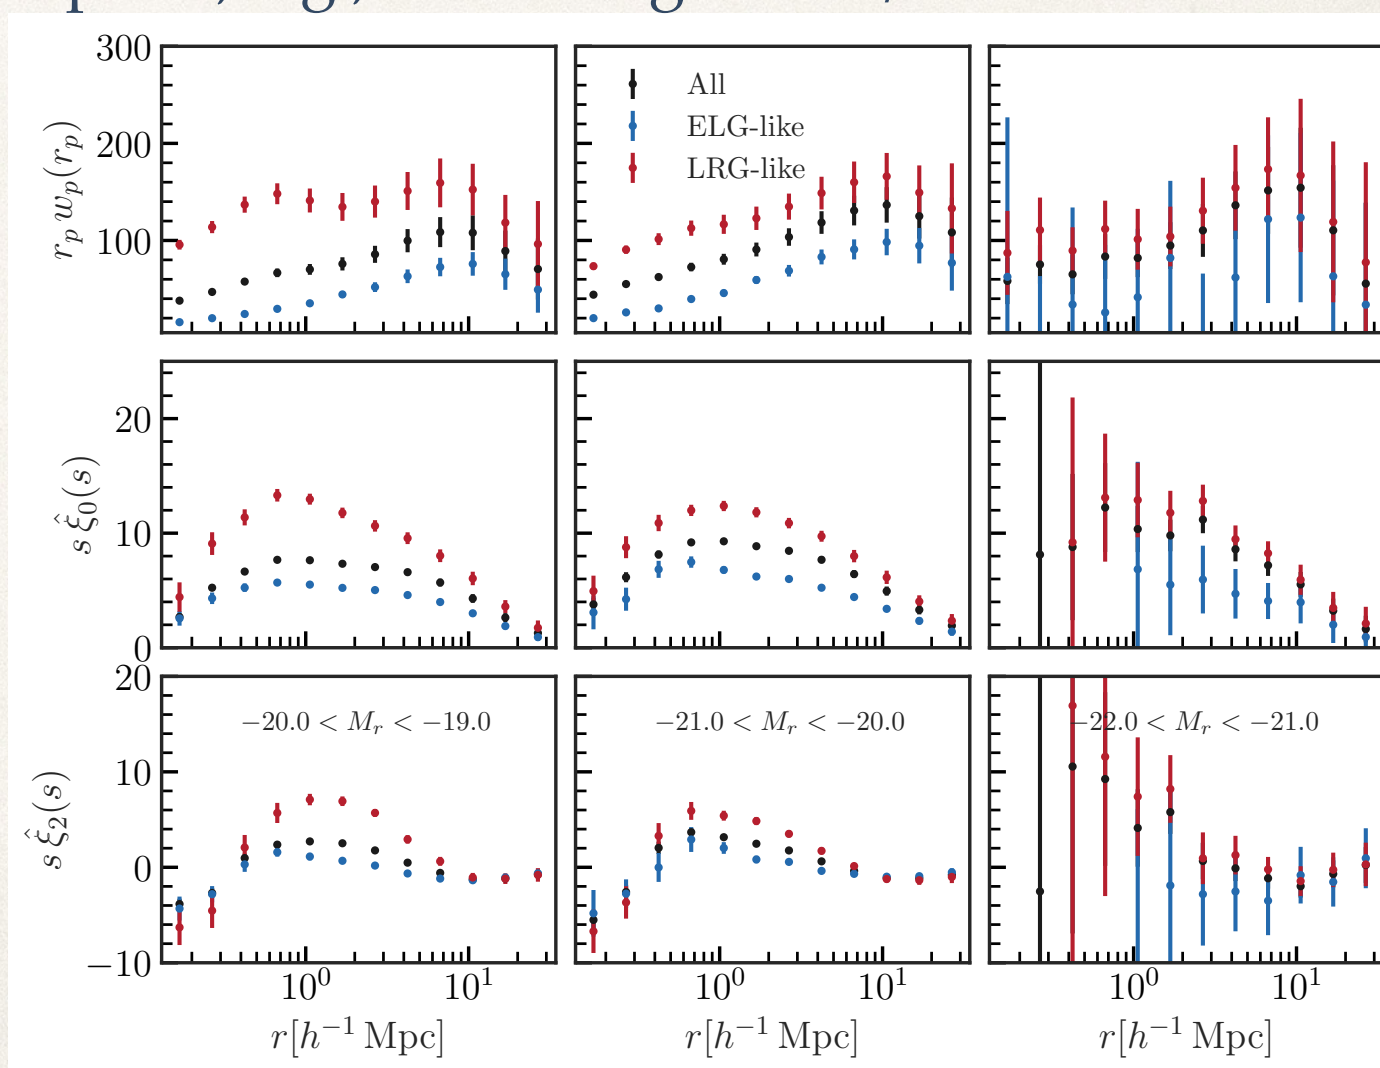 300
200
100
r_p w_p(r_p)
All
ELG-like
LRG-like
20
10
0
s ξ̂_0(s)
20
10
0
−10
s ξ̂_2(s)
−20.0 < M_r < −19.0
−21.0 < M_r < −20.0
−22.0 < M_r < −21.0
10^0 10^1 10^0 10^1 10^0 10^1
r[h^−1 Mpc] r[h^−1 Mpc] r[h^−1 Mpc]